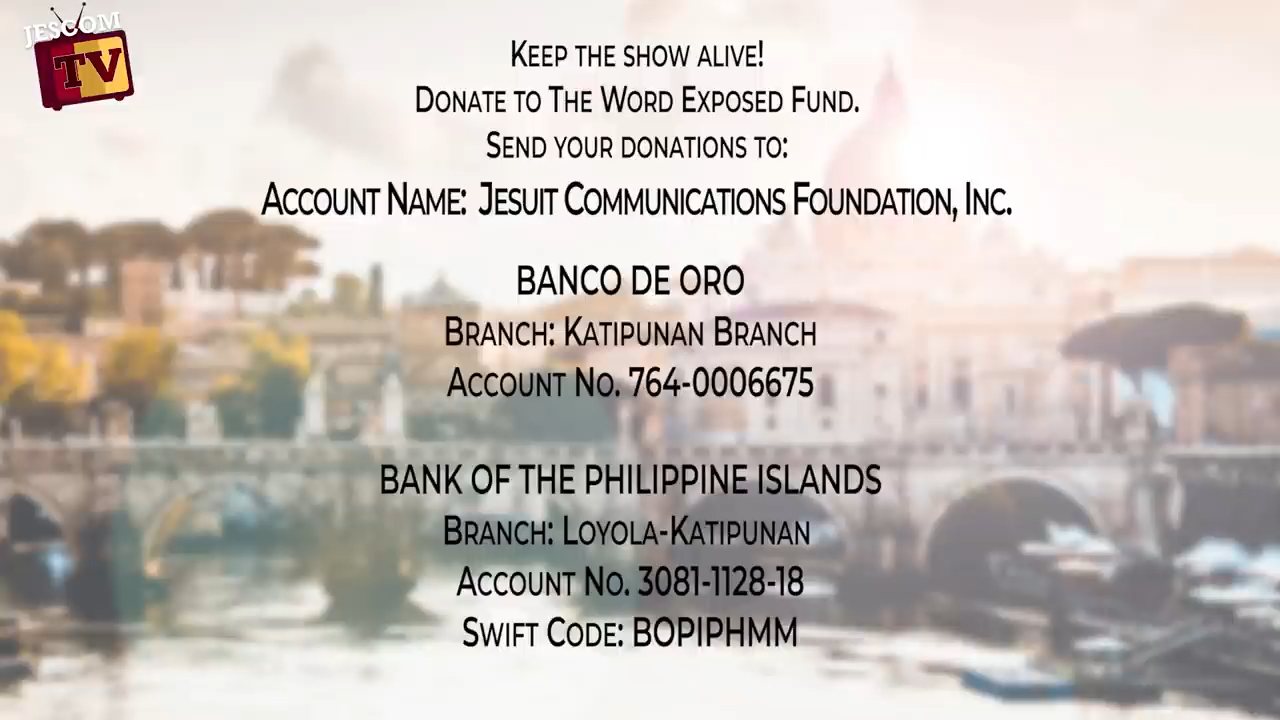 JESCOM
TV
Keep the show alive!
Donate to The Word Exposed Fund.
Send your donations to:
Account Name: Jesuit Communications Foundation, Inc.
BANCO DE ORO
Branch: Katipunan Branch
Account No. 764-0006675
BANK OF THE PHILIPPINE ISLANDS
Branch: Loyola-Katipunan
Account No. 3081-1128-18
Swift Code: BOPIPHMM